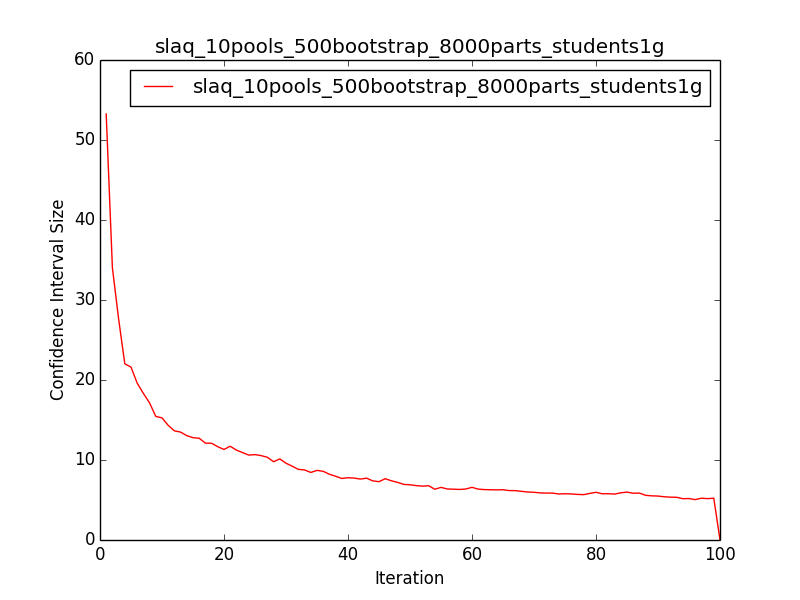 slaq_10pools_500bootstrap_8000parts_students1g
slaq_10pools_500bootstrap_8000parts_students1g
60
50
40
30
20
10
0
Confidence Interval Size
0 20 40 60 80 100
Iteration